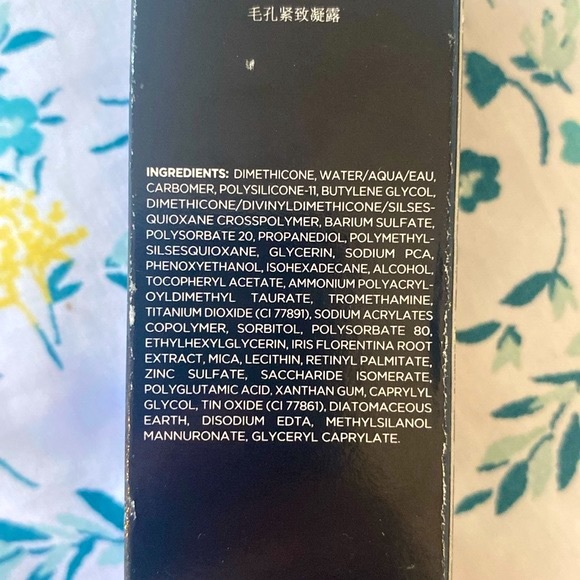 毛孔紧致凝露
INGREDIENTS: DIMETHICONE, WATER/AQUA/EAU,
CARBOMER, POLYSILICONE-11, BUTYLENE GLYCOL,
DIMETHICONE/DIVINYLDIMETHICONE/SILSES-
QUIOXANE CROSSPOLYMER, BARIUM SULFATE,
POLYSORBATE 20, PROPANEDIOL, POLYMETHYL-
SILSESQUIOXANE, GLYCERIN, SODIUM PCA,
PHENOXYETHANOL, ISOHEXADECANE, ALCOHOL,
TOCOPHERYL ACETATE, AMMONIUM POLYACRYL-
OYLDIMETHYL TAURATE, TROMETHAMINE,
TITANIUM DIOXIDE (CI 77891), SODIUM ACRYLATES
COPOLYMER, SORBITOL, POLYSORBATE 80,
ETHYLHEXYLGLYCERIN, IRIS FLORENTINA ROOT
EXTRACT, MICA, LECITHIN, RETINYL PALMITATE,
ZINC SULFATE, SACCHARIDE ISOMERATE,
POLYGLUTAMIC ACID, XANTHAN GUM, CAPRYLYL
GLYCOL, TIN OXIDE (CI 77861), DIATOMACEOUS
EARTH, DISODIUM EDTA, METHYLSILANOL
MANNURONATE, GLYCERYL CAPRYLATE.